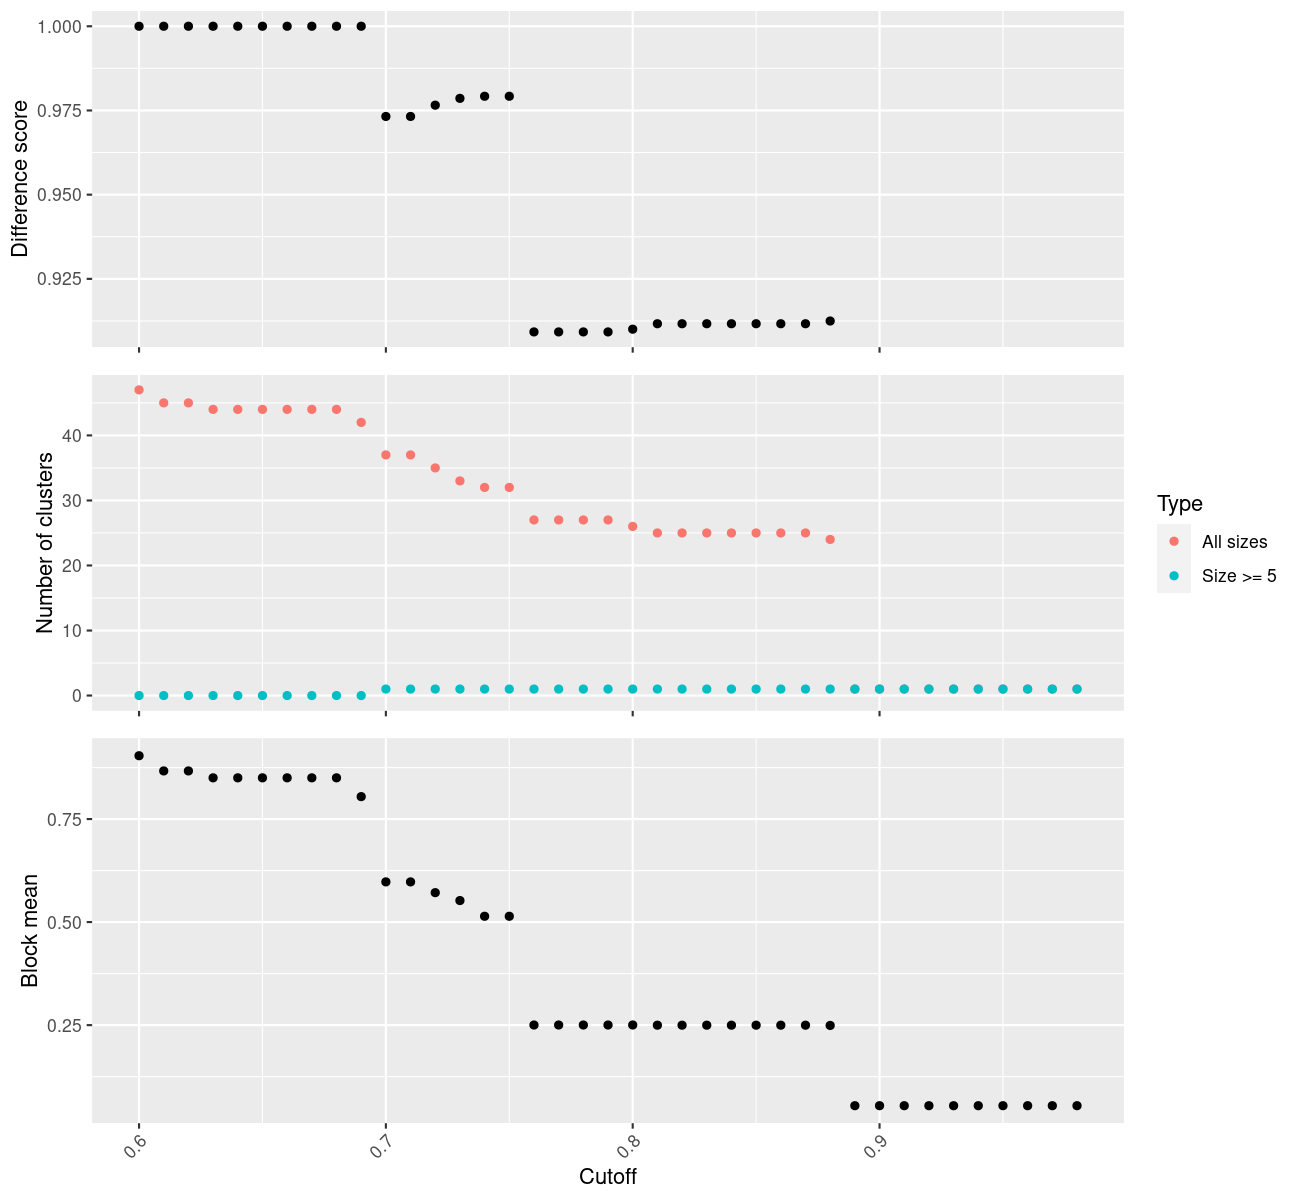 Difference score
1.000
0.975
0.950
0.925
Number of clusters
40
30
20
10
0
Block mean
0.75
0.50
0.25
0.6
0.7
0.8
0.9
Cutoff
Type
All sizes
Size >= 5